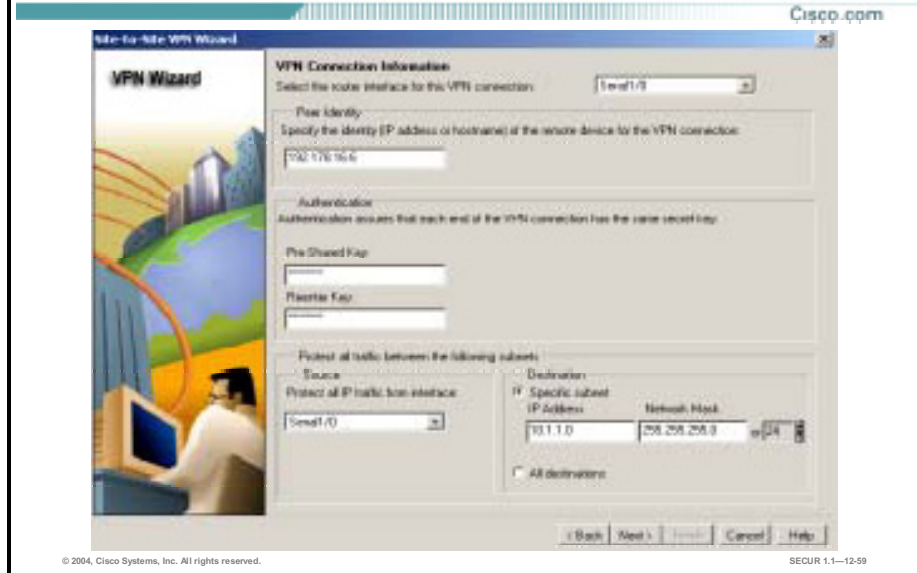 Cisco.com
Site-to-Site VPN Wizard
VPN Wizard
VPN Connection Information
Select the router interface for this VPN connection:
Serial1/0
Peer Identity
Specify the identity (IP address or hostname) of the remote device for the VPN connection:
192.178.16.6
Authentication
Authentication assures that each end of the VPN connection has the same secret key.
Pre-Shared Key:
Reenter Key:
Protect all traffic between the following subnets
Source
Protect all IP traffic from interface:
Serial1/0
Destination
Specific subnet
IP Address
Network Mask
10.1.1.0
255.255.255.0
or
24
All destinations
< Back
Next >
Cancel
Help
© 2004, Cisco Systems, Inc. All rights reserved.
SECUR 1.1—12-59